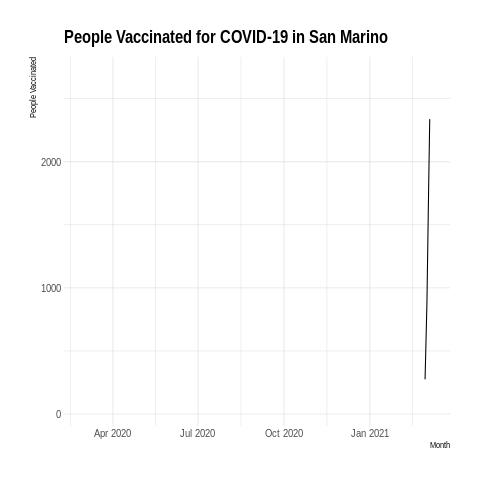 People Vaccinated for COVID-19 in San Marino
People Vaccinated
2000
1000
0
Apr 2020
Jul 2020
Oct 2020
Jan 2021
Month